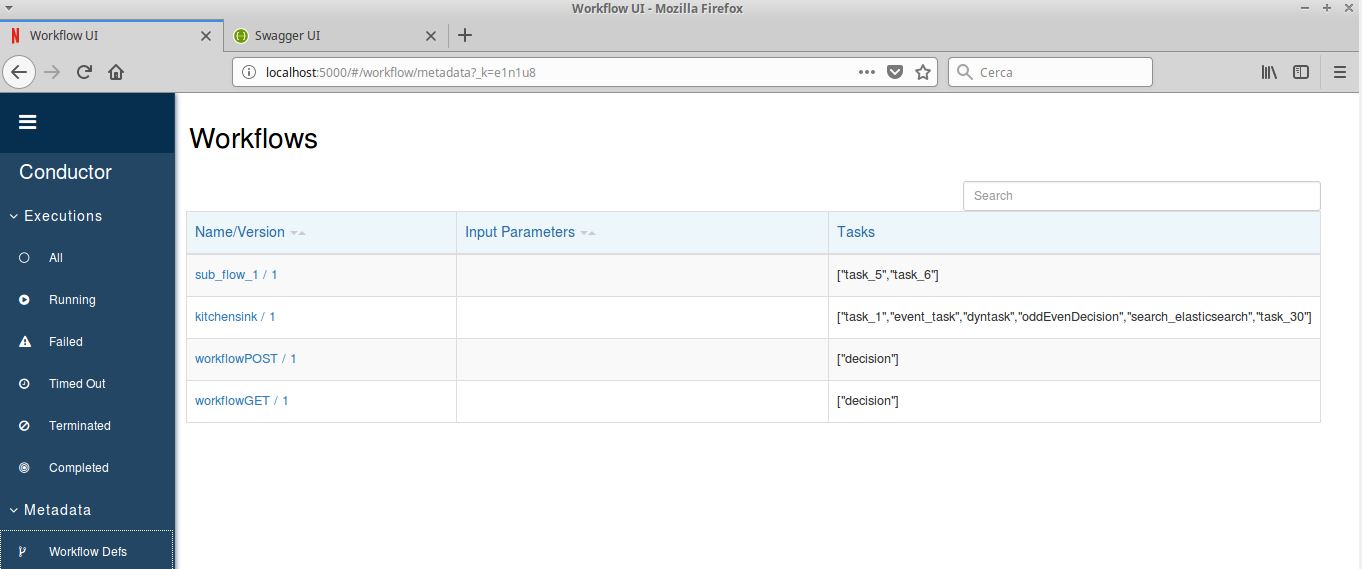 Workflow UI - Mozilla Firefox
Workflow UI
Swagger UI
localhost:5000/#/workflow/metadata?_k=e1n1u8
Cerca
Conductor
Executions
All
Running
Failed
Timed Out
Terminated
Completed
Metadata
Workflow Defs
Workflows
Search
Name/Version Input Parameters Tasks
sub_flow_1 / 1 ["task_5","task_6"]
kitchensink / 1 ["task_1","event_task","dyntask","oddEvenDecision","search_elasticsearch","task_30"]
workflowPOST / 1 ["decision"]
workflowGET / 1 ["decision"]